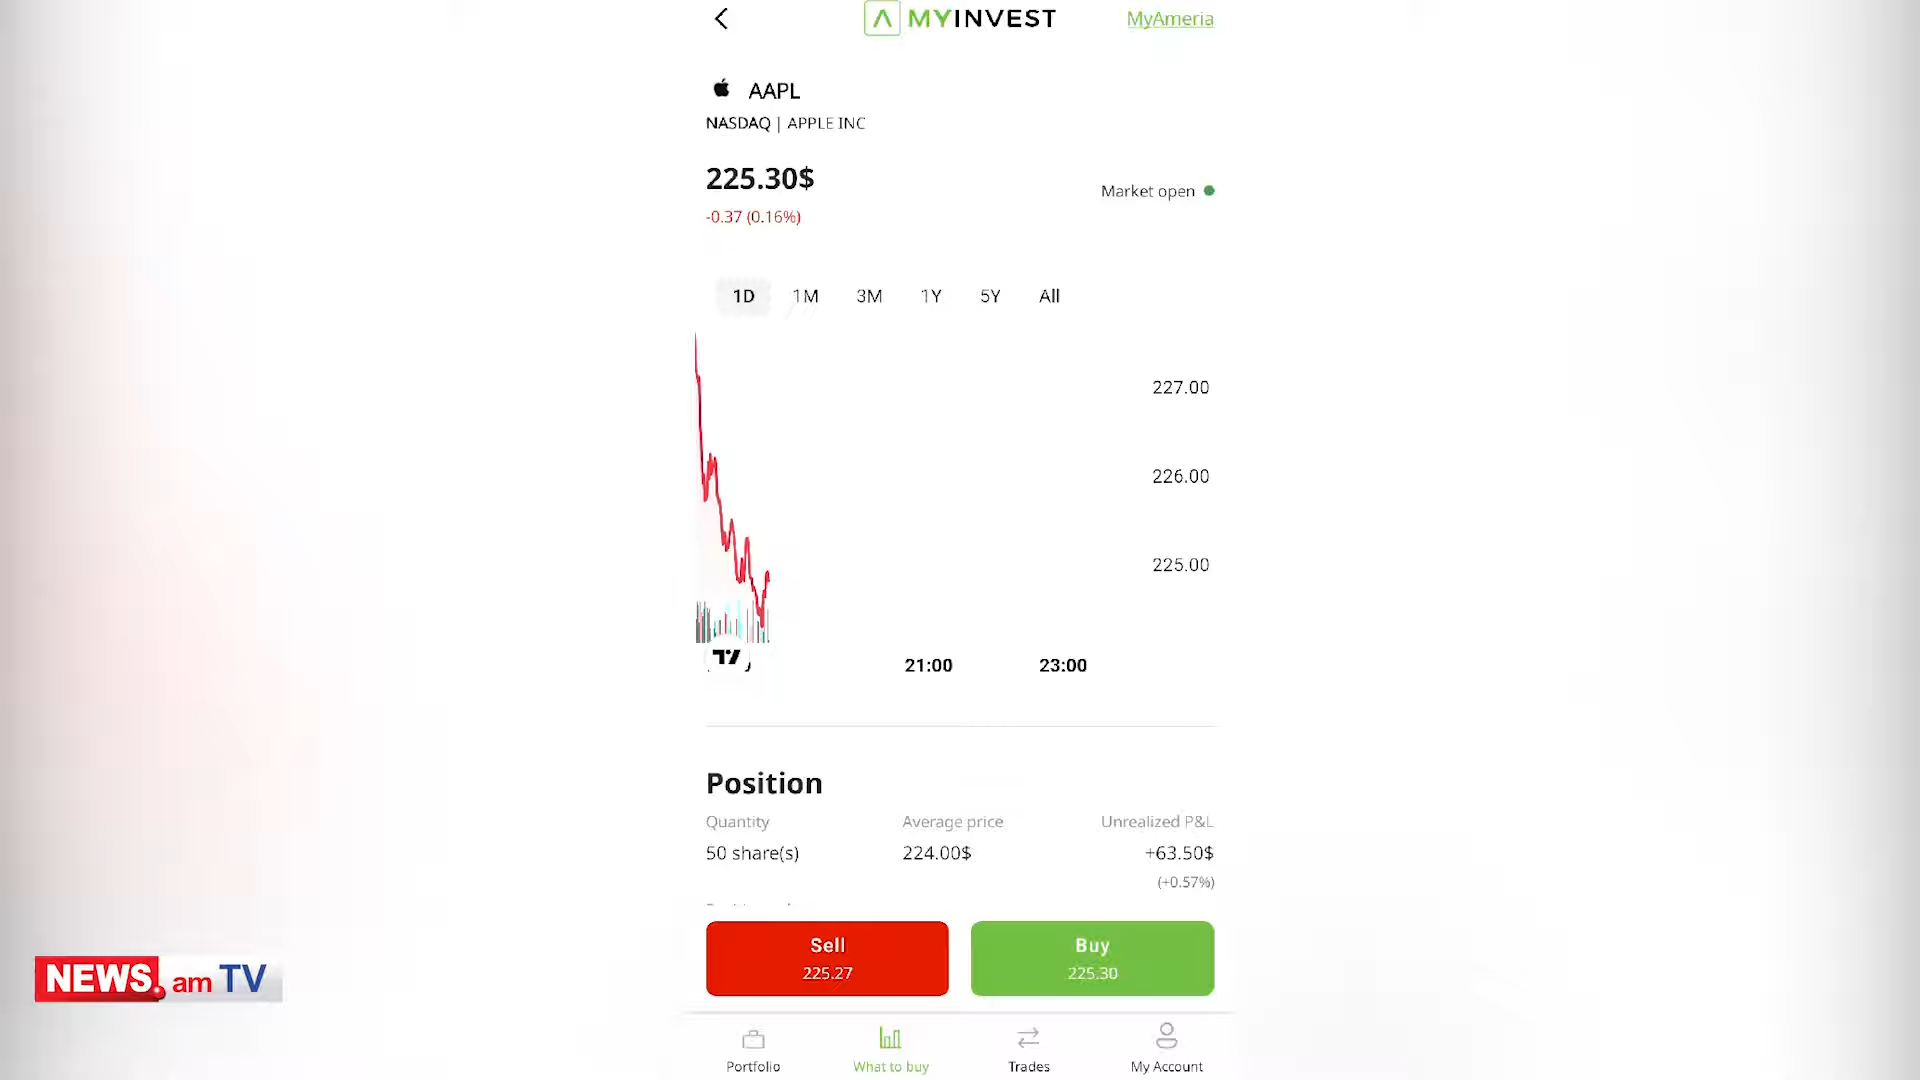 MYINVEST
MyAmeria
AAPL
NASDAQ | APPLE INC
225.30$
Market open
-0.37 (0.16%)
1D 1M 3M 1Y 5Y All
227.00
226.00
225.00
21:00 23:00
Position
Quantity Average price Unrealized P&L
50 share(s) 224.00$ +63.50$
(+0.57%)
Sell Buy
225.27 225.30
NEWS.am TV
Portfolio What to buy Trades My Account